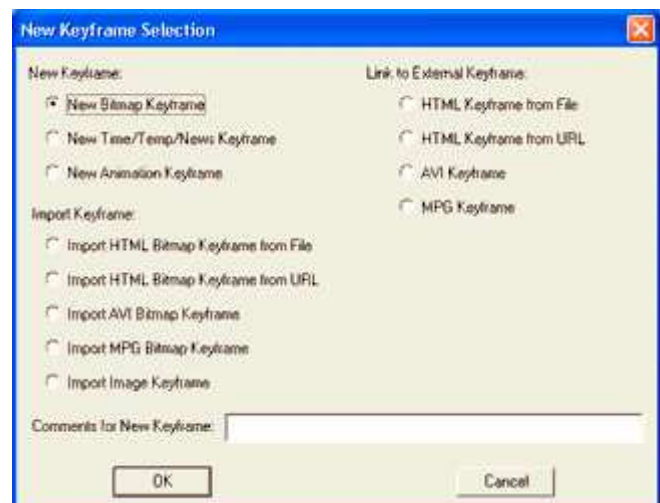 New Keyframe Selection
New Keyframe:
New Bitmap Keyframe
New Time/Temp/News Keyframe
New Animation Keyframe
Import Keyframe:
Import HTML Bitmap Keyframe from File
Import HTML Bitmap Keyframe from URL
Import AVI Bitmap Keyframe
Import MPG Bitmap Keyframe
Import Image Keyframe
Link to External Keyframe:
HTML Keyframe from File
HTML Keyframe from URL
AVI Keyframe
MPG Keyframe
Comments for New Keyframe:
OK
Cancel